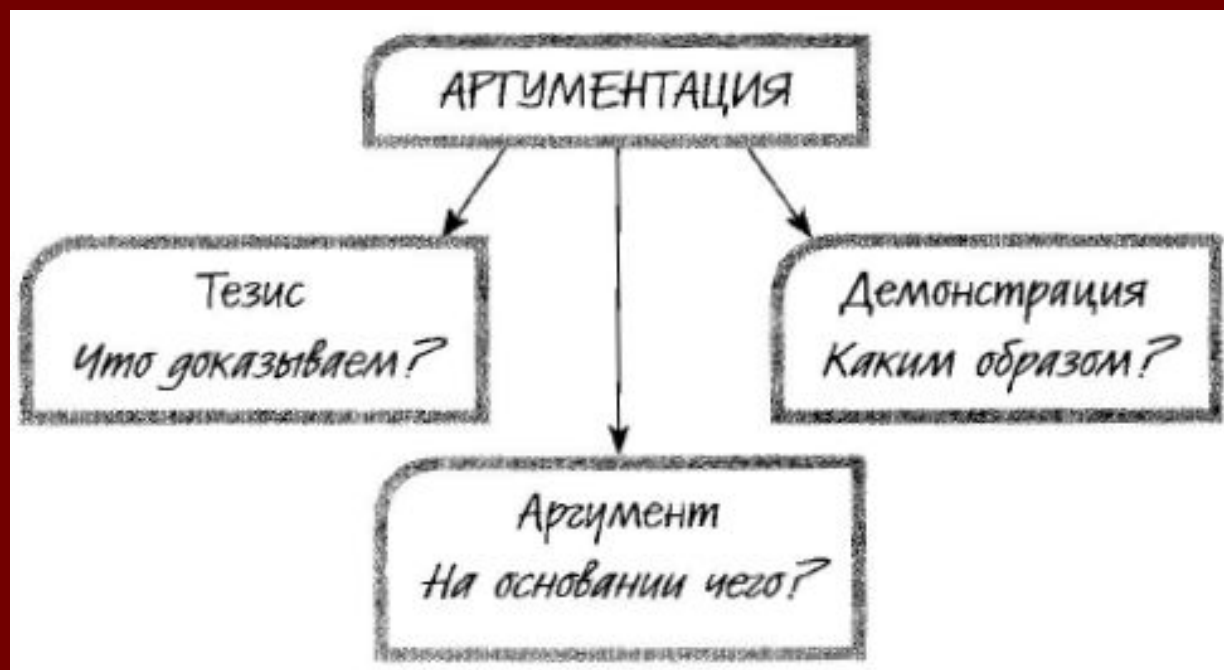 АРГУМЕНТАЦИЯ
Тезис
Что доказываем?
Демонстрация
Каким образом?
Аргумент
На основании чего?